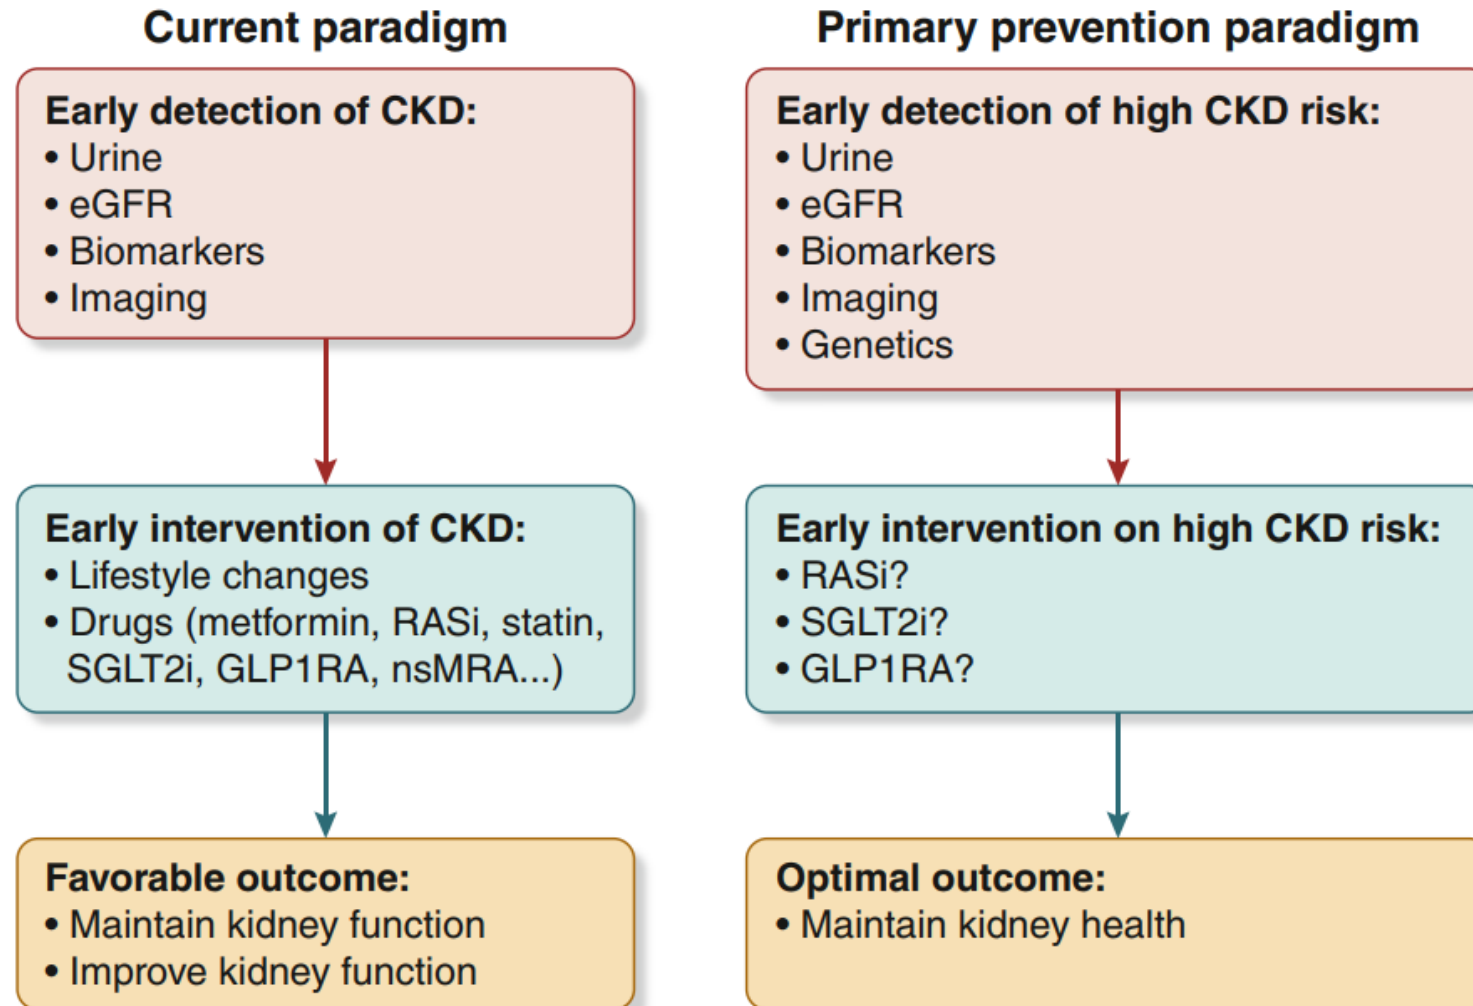 Current paradigm
Early detection of CKD:
• Urine
• eGFR
• Biomarkers
• Imaging
Early intervention of CKD:
• Lifestyle changes
• Drugs (metformin, RASi, statin,
SGLT2i, GLP1RA, nsMRA...)
Favorable outcome:
• Maintain kidney function
• Improve kidney function
Primary prevention paradigm
Early detection of high CKD risk:
• Urine
• eGFR
• Biomarkers
• Imaging
• Genetics
Early intervention on high CKD risk:
• RASi?
• SGLT2i?
• GLP1RA?
Optimal outcome:
• Maintain kidney health